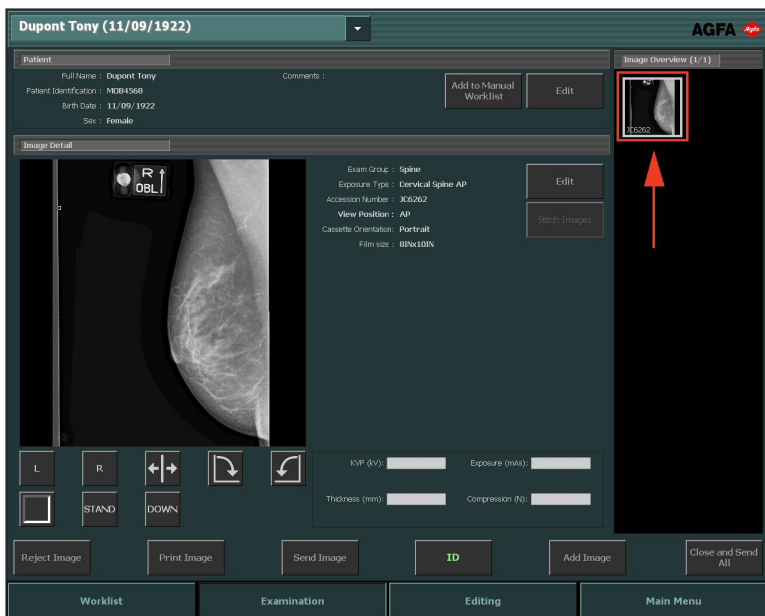 Dupont Tony (11/09/1922)
AGFA Agfa
Patient
Image Overview (1/1)
Full Name : Dupont Tony
Comments :
Patient Identification : MOB4568
Birth Date : 11/09/1922
Sex : Female
Add to Manual
Worklist
Edit
JC6262
Image Detail
R
OBL
Exam Group : Spine
Exposure Type : Cervical Spine AP
Accession Number : JC6262
View Position : AP
Cassette Orientation: Portrait
Film size : 8INx10IN
Edit
Stitch Images
L
R
KVP (kV):
Exposure (mAs):
STAND
DOWN
Thickness (mm):
Compression (N):
Reject Image
Print Image
Send Image
ID
Add Image
Close and Send
All
Worklist
Examination
Editing
Main Menu